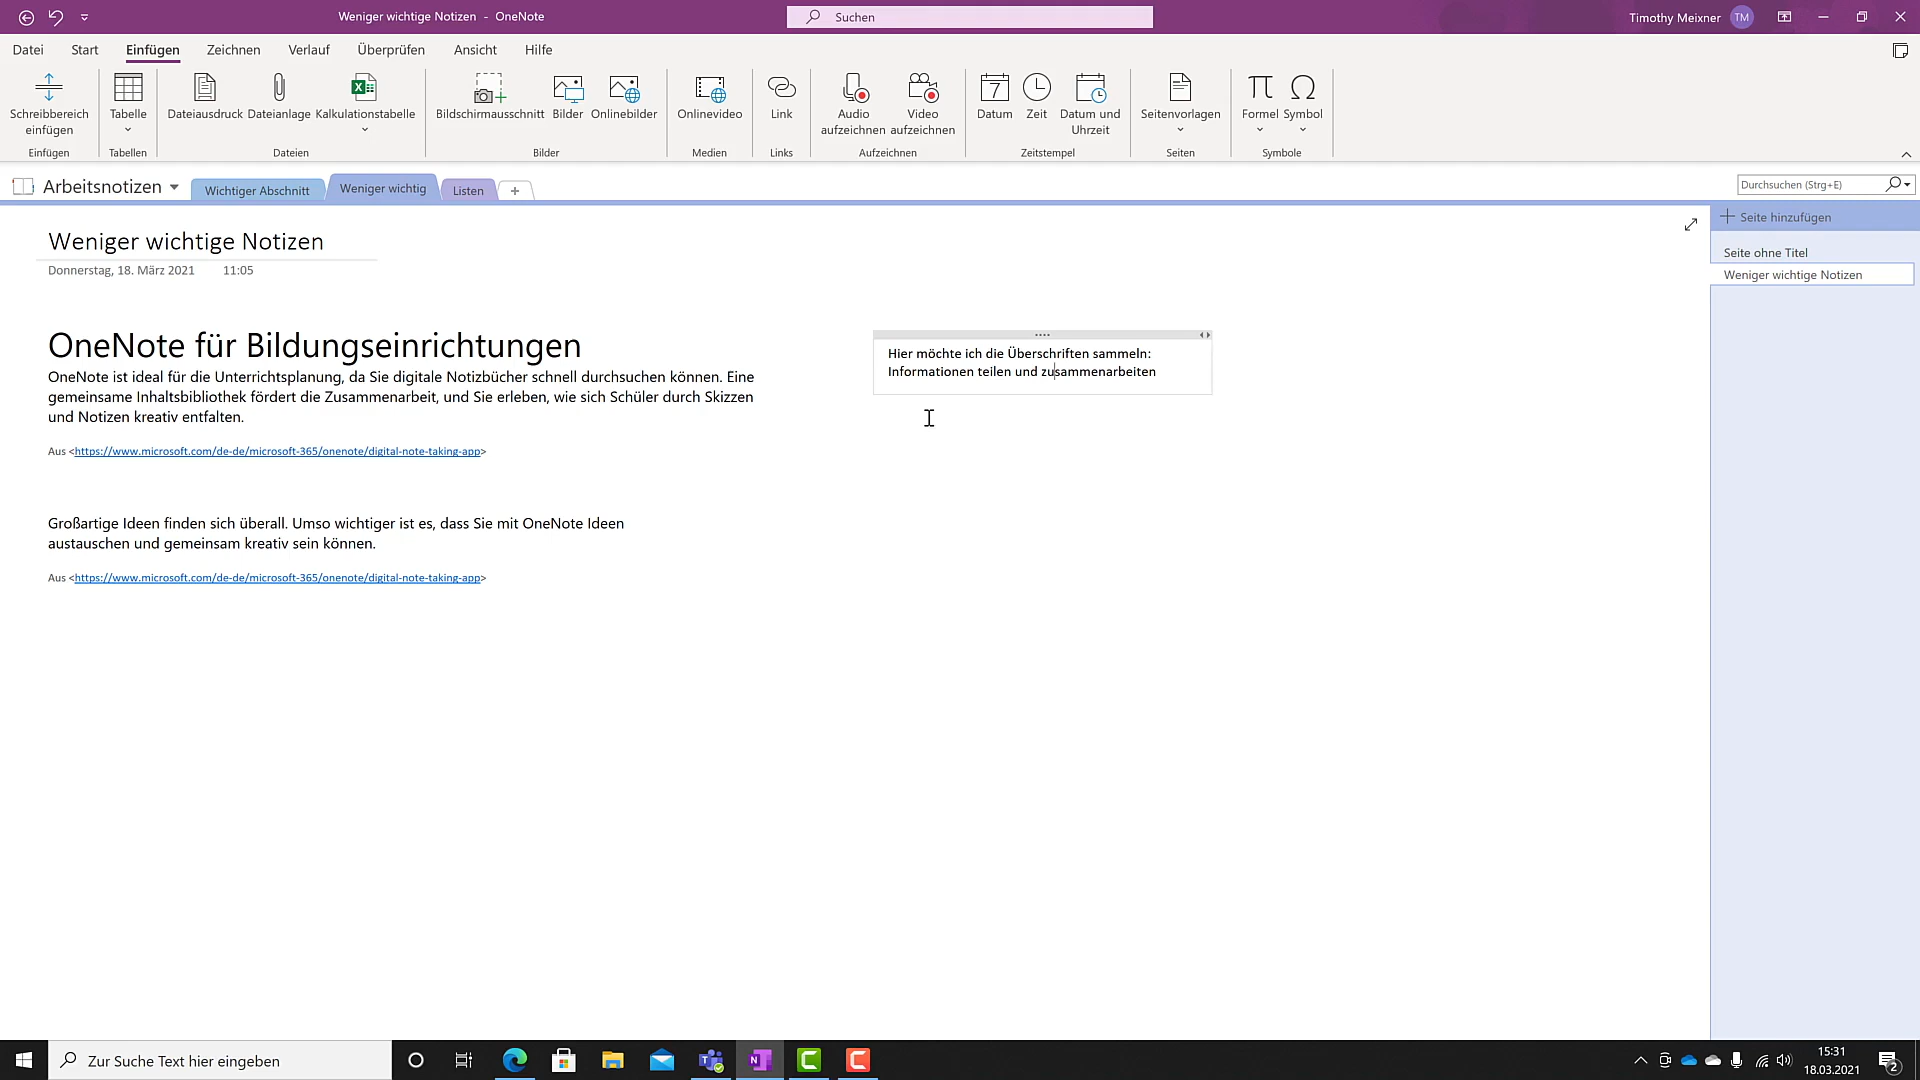 Weniger wichtige Notizen - OneNote
Suchen
Timothy Meixner
TM
Datei Start Einfügen Zeichnen Verlauf Überprüfen Ansicht Hilfe
Schreibbereich einfügen
Tabelle
Dateiausdruck
Dateianlage
Kalkulationstabelle
Bildschirmausschnitt
Bilder
Onlinebilder
Onlinevideo
Link
Audio aufzeichnen
Video aufzeichnen
7
Datum
Zeit
Datum und Uhrzeit
Seitenvorlagen
Formel
Symbol
Einfügen Tabellen Dateien Bilder Medien Links Aufzeichnen Zeitstempel Seiten Symbole
Arbeitsnotizen
Wichtiger Abschnitt
Weniger wichtig
Listen
+
Durchsuchen (Strg+E)
Seite hinzufügen
Seite ohne Titel
Weniger wichtige Notizen
Weniger wichtige Notizen
Donnerstag, 18. März 2021 11:05
OneNote für Bildungseinrichtungen
OneNote ist ideal für die Unterrichtsplanung, da Sie digitale Notizbücher schnell durchsuchen können. Eine
gemeinsame Inhaltsbibliothek fördert die Zusammenarbeit, und Sie erleben, wie sich Schüler durch Skizzen
und Notizen kreativ entfalten.
Aus <https://www.microsoft.com/de-de/microsoft-365/onenote/digital-note-taking-app>
Großartige Ideen finden sich überall. Umso wichtiger ist es, dass Sie mit OneNote Ideen
austauschen und gemeinsam kreativ sein können.
Aus <https://www.microsoft.com/de-de/microsoft-365/onenote/digital-note-taking-app>
Hier möchte ich die Überschriften sammeln:
Informationen teilen und zusammenarbeiten
Zur Suche Text hier eingeben
15:31
18.03.2021
2